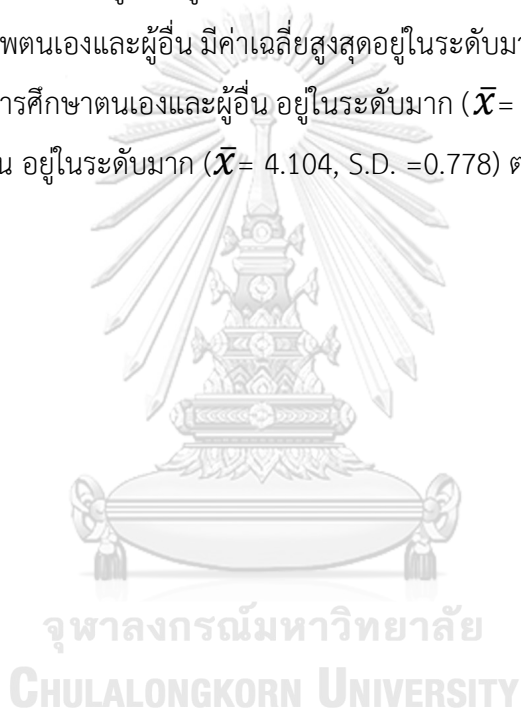 พตนเองและผู้อื่น มีค่าเฉลี่ยสูงสุดอยู่ในระดับมา
ารศึกษาตนเองและผู้อื่น อยู่ในระดับมาก (x̄ =
น อยู่ในระดับมาก (x̄ = 4.104, S.D. =0.778) ต
จุฬาลงกรณ์มหาวิทยาลัย
CHULALONGKORN UNIVERSITY